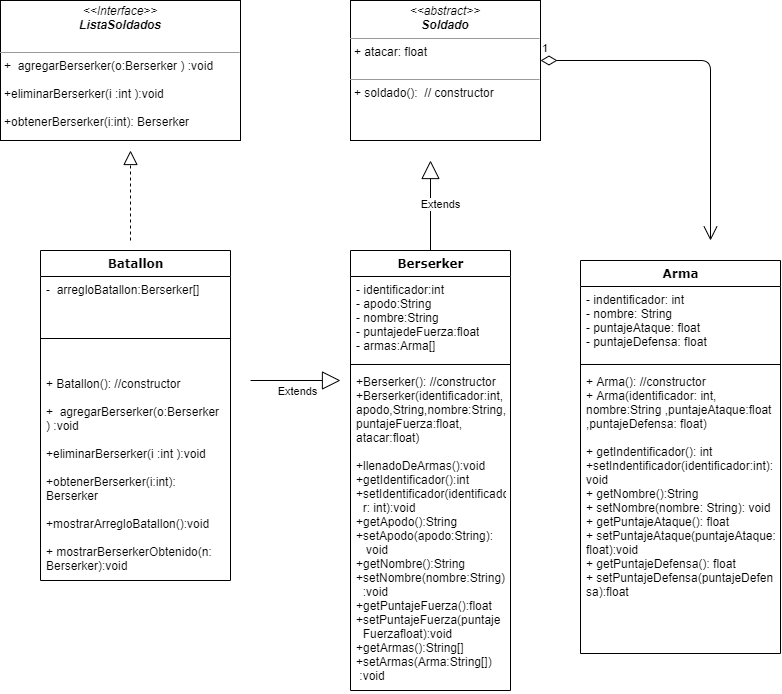 <<Interface>>
ListaSoldados
+  agregarBerserker(o:Berserker ) :void
+eliminarBerserker(i :int ):void
+obtenerBerserker(i:int): Berserker
<<abstract>>
Soldado
+ atacar: float
+ soldado():  // constructor
1
Extends
Batallon
-  arregloBatallon:Berserker[]
+ Batallon(): //constructor
+  agregarBerserker(o:Berserker
) :void
+eliminarBerserker(i :int ):void
+obtenerBerserker(i:int):
Berserker
+mostrarArregloBatallon():void
+ mostrarBerserkerObtenido(n:
Berserker):void
Extends
Berserker
- identificador:int
- apodo:String
- nombre:String
- puntajedeFuerza:float
- armas:Arma[]
+Berserker(): //constructor
+Berserker(identificador:int,
apodo,String,nombre:String,
puntajeFuerza:float,
atacar:float)
+llenadoDeArmas():void
+getIdentificador():int
+setIdentificador(identificado
r: int):void
+getApodo():String
+setApodo(apodo:String):
void
+getNombre():String
+setNombre(nombre:String)
:void
+getPuntajeFuerza():float
+setPuntajeFuerza(puntaje
Fuerzafloat):void
+getArmas():String[]
+setArmas(Arma:String[])
:void
Arma
- indentificador: int
- nombre: String
- puntajeAtaque: float
- puntajeDefensa: float
+ Arma(): //constructor
+ Arma(identificador: int,
nombre:String ,puntajeAtaque:float
,puntajeDefensa: float)
+ getIndentificador(): int
+setIndentificador(identificador:int):
void
+ getNombre():String
+ setNombre(nombre: String): void
+ getPuntajeAtaque(): float
+ setPuntajeAtaque(puntajeAtaque:
float):void
+ getPuntajeDefensa(): float
+ setPuntajeDefensa(puntajeDefen
sa):float